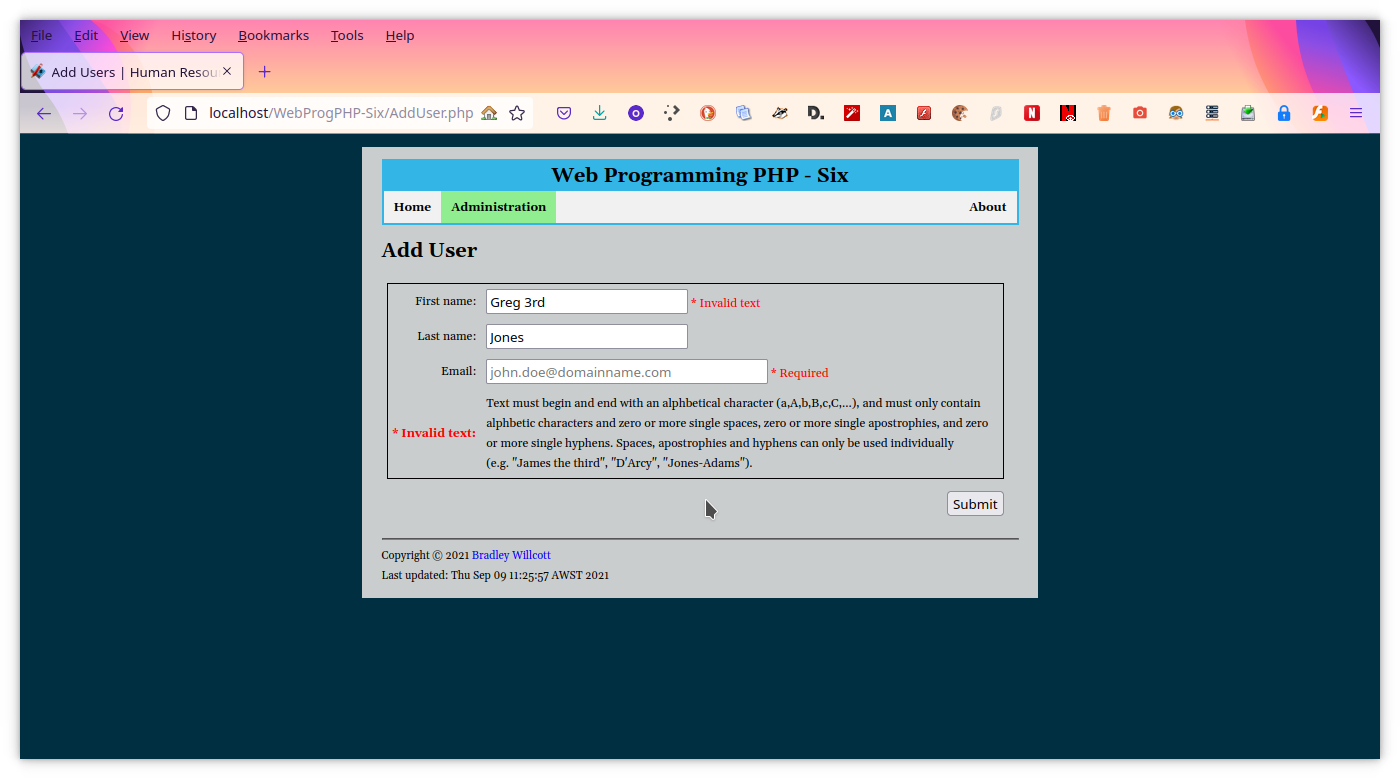 File Edit View History Bookmarks Tools Help
Add Users | Human Resou
localhost/WebProgPHP-Six/AddUser.php
Web Programming PHP - Six
Home Administration About
Add User
First name: Greg 3rd * Invalid text
Last name: Jones
Email: john.doe@domainname.com * Required
* Invalid text:
Text must begin and end with an alphbetical character (a,A,b,B,c,C,...), and must only contain
alphbetic characters and zero or more single spaces, zero or more single apostrophies, and zero
or more single hyphens. Spaces, apostrophies and hyphens can only be used individually
(e.g. "James the third", "D'Arcy", "Jones-Adams").
Submit
Copyright © 2021 Bradley Willcott
Last updated: Thu Sep 09 11:25:57 AWST 2021